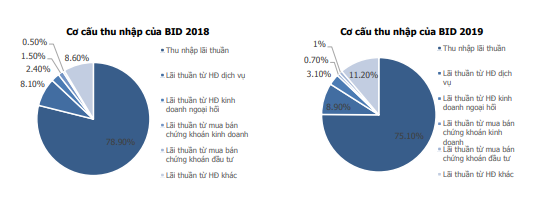 Cơ cấu thu nhập của BID 2018
0.50%
1.50%
2.40%
8.10%
8.60%
78.90%
Thu nhập lãi thuần
Lãi thuần từ HĐ dịch vụ
Lãi thuần từ HĐ kinh
doanh ngoại hối
Lãi thuần từ mua bán
chứng khoán kinh doanh
Lãi thuần từ mua bán
chứng khoán đầu tư
Lãi thuần từ HĐ khác
Cơ cấu thu nhập của BID 2019
1%
0.70%
3.10%
8.90%
11.20%
75.10%
Thu nhập lãi thuần
Lãi thuần từ HĐ dịch
vụ
Lãi thuần từ HĐ kinh
doanh ngoại hối
Lãi thuần từ mua bán
chứng khoán kinh
doanh
Lãi thuần từ mua bán
chứng khoán đầu tư
Lãi thuần từ HĐ khác